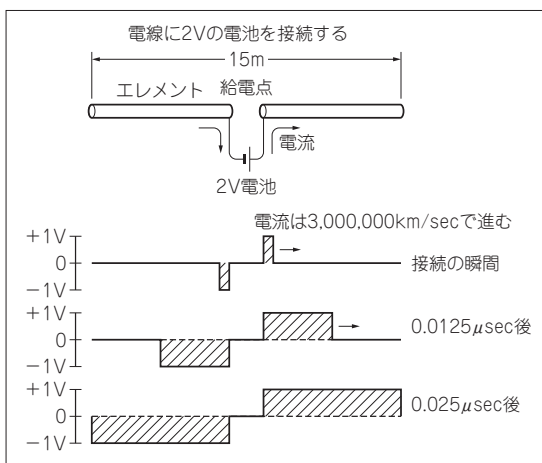 電線に2Vの電池を接続する
15m
エレメント 給電点
電流
2V電池
電流は3,000,000km/secで進む
+1V
0
−1V
接続の瞬間
+1V
0
−1V
0.0125μsec後
+1V
0
−1V
0.025μsec後